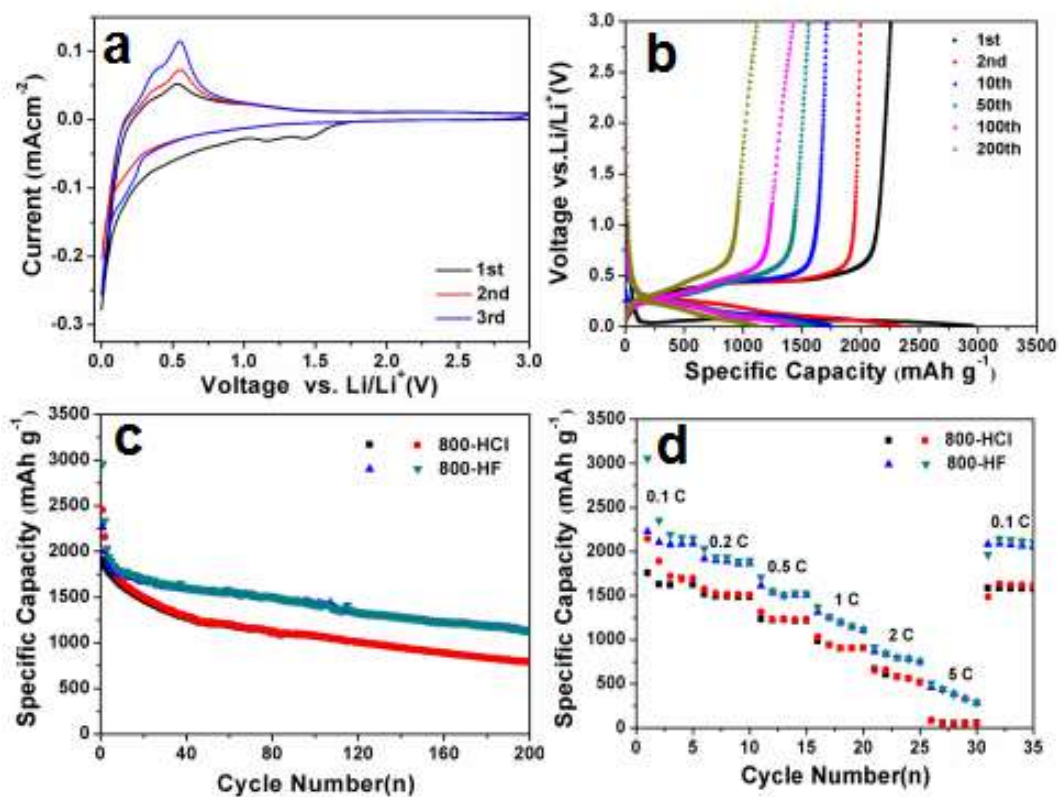 a
0.1
0.0
-0.1
-0.2
-0.3
Current (mAcm⁻²)
1st
2nd
3rd
0.0 0.5 1.0 1.5 2.0 2.5 3.0
Voltage vs. Li/Li⁺(V)
b
3.0
2.5
2.0
1.5
1.0
0.5
0.0
Voltage vs.Li/Li⁺(V)
1st
2nd
10th
50th
100th
200th
0 500 1000 1500 2000 2500 3000 3500
Specific Capacity (mAh g⁻¹)
c
3500
3000
2500
2000
1500
1000
500
0
Specific Capacity (mAh g⁻¹)
800-HCl
800-HF
0 40 80 120 160 200
Cycle Number(n)
d
3500
3000
2500
2000
1500
1000
500
0
Specific Capacity (mAh g⁻¹)
800-HCl
800-HF
0.1 C
0.2 C
0.5 C
1 C
2 C
5 C
0.1 C
0 5 10 15 20 25 30 35
Cycle Number(n)